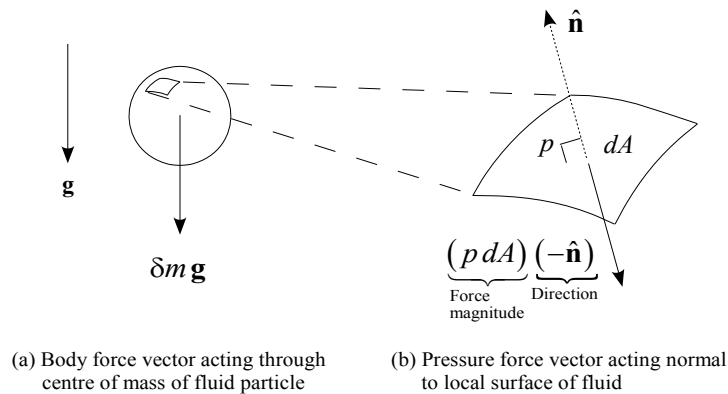 n̂
p
dA
g
δm g
(p dA) (−n̂)
Force
magnitude
Direction
(a) Body force vector acting through
centre of mass of fluid particle
(b) Pressure force vector acting normal
to local surface of fluid